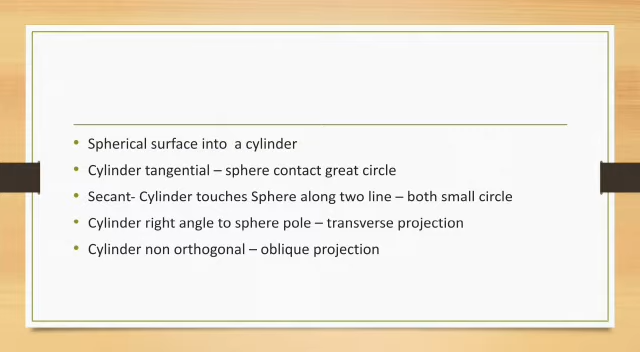 • Spherical surface into a cylinder
• Cylinder tangential – sphere contact great circle
• Secant- Cylinder touches Sphere along two line – both small circle
• Cylinder right angle to sphere pole – transverse projection
• Cylinder non orthogonal – oblique projection